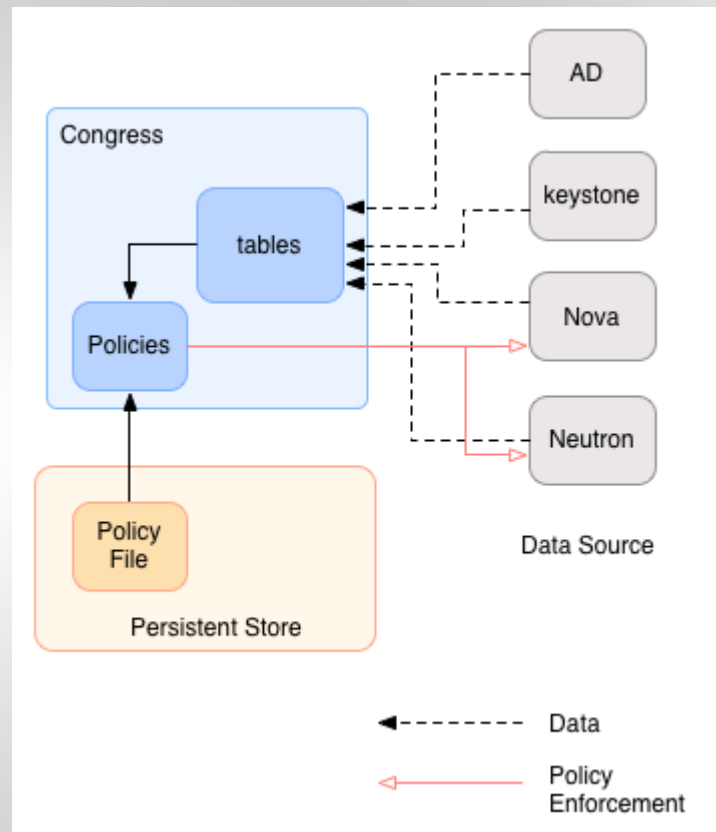 AD
Congress
keystone
tables
Nova
Policies
Neutron
Policy
File
Data Source
Persistent Store
Data
Policy
Enforcement